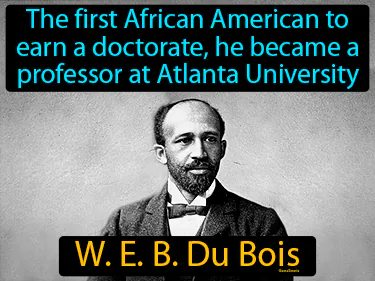 The first African American to
earn a doctorate, he became a
professor at Atlanta University
W. E. B. Du Bois